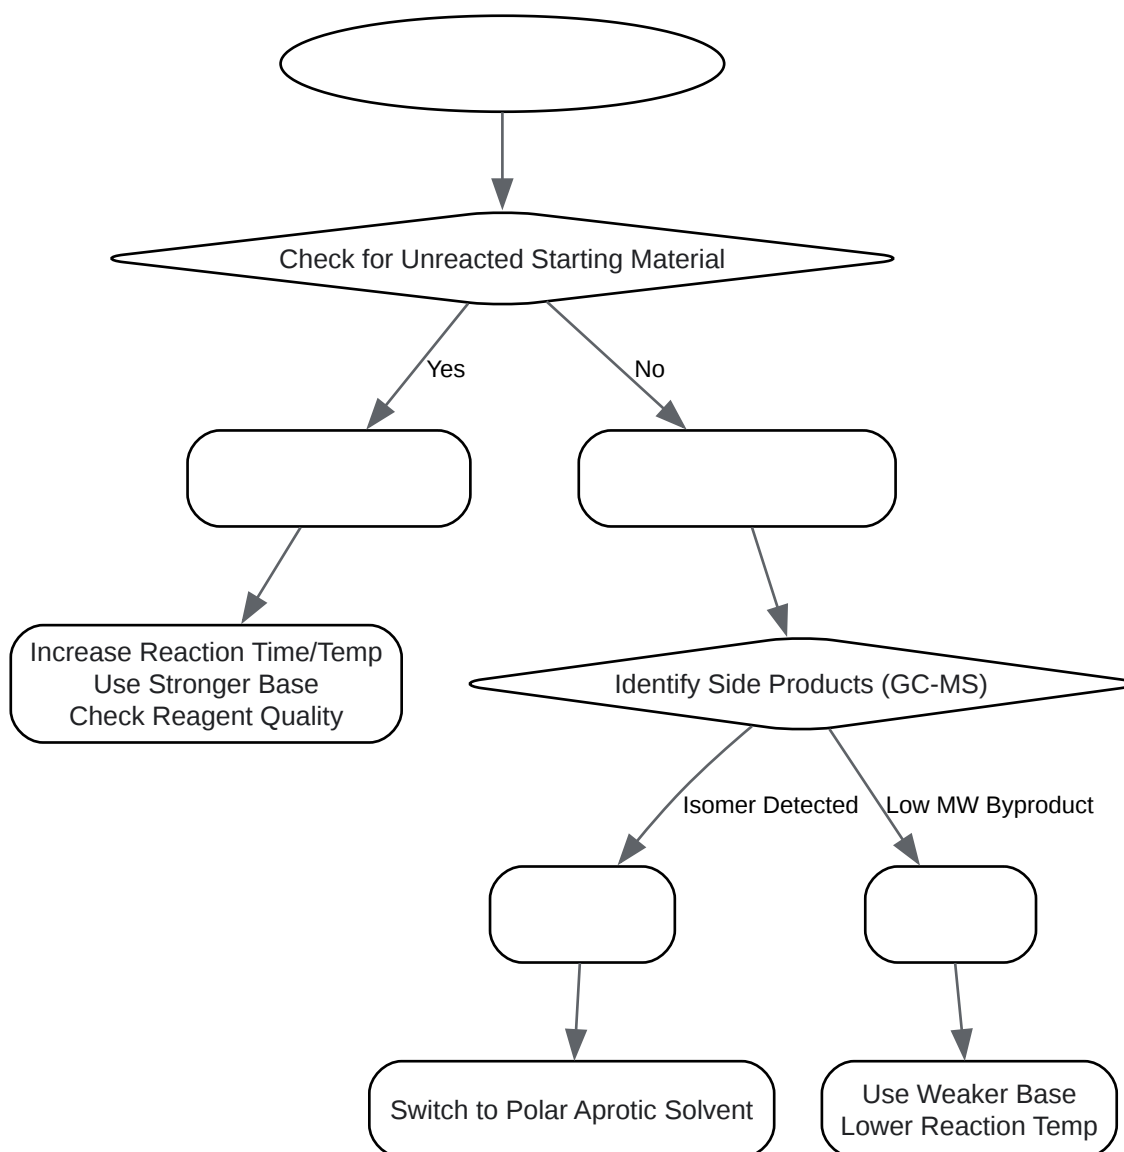 Check for Unreacted Starting Material
Yes
No
Increase Reaction Time/Temp
Use Stronger Base
Check Reagent Quality
Identify Side Products (GC-MS)
Isomer Detected
Low MW Byproduct
Switch to Polar Aprotic Solvent
Use Weaker Base
Lower Reaction Temp